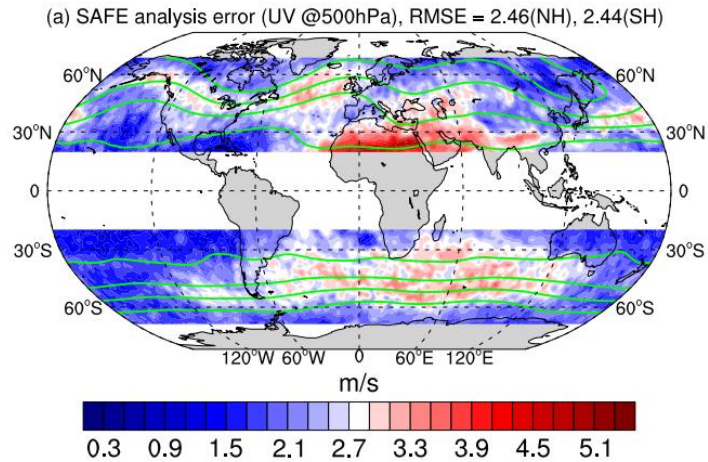 (a) SAFE analysis error (UV @500hPa), RMSE = 2.46(NH), 2.44(SH)
60°N 60°N
30°N 30°N
0 0
30°S 30°S
60°S 60°S
120°W 60°W 0 60°E 120°E
m/s
0.3 0.9 1.5 2.1 2.7 3.3 3.9 4.5 5.1